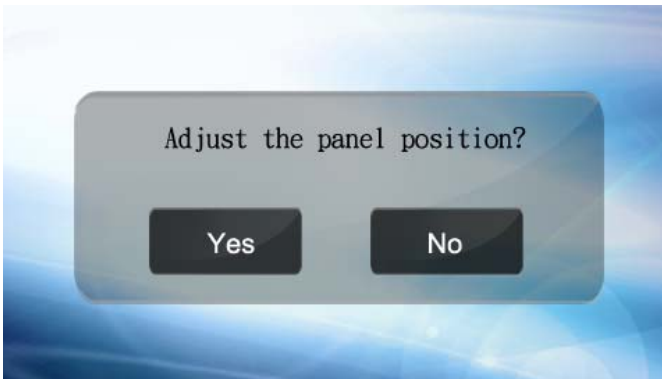 Adjust the panel position?
Yes
No